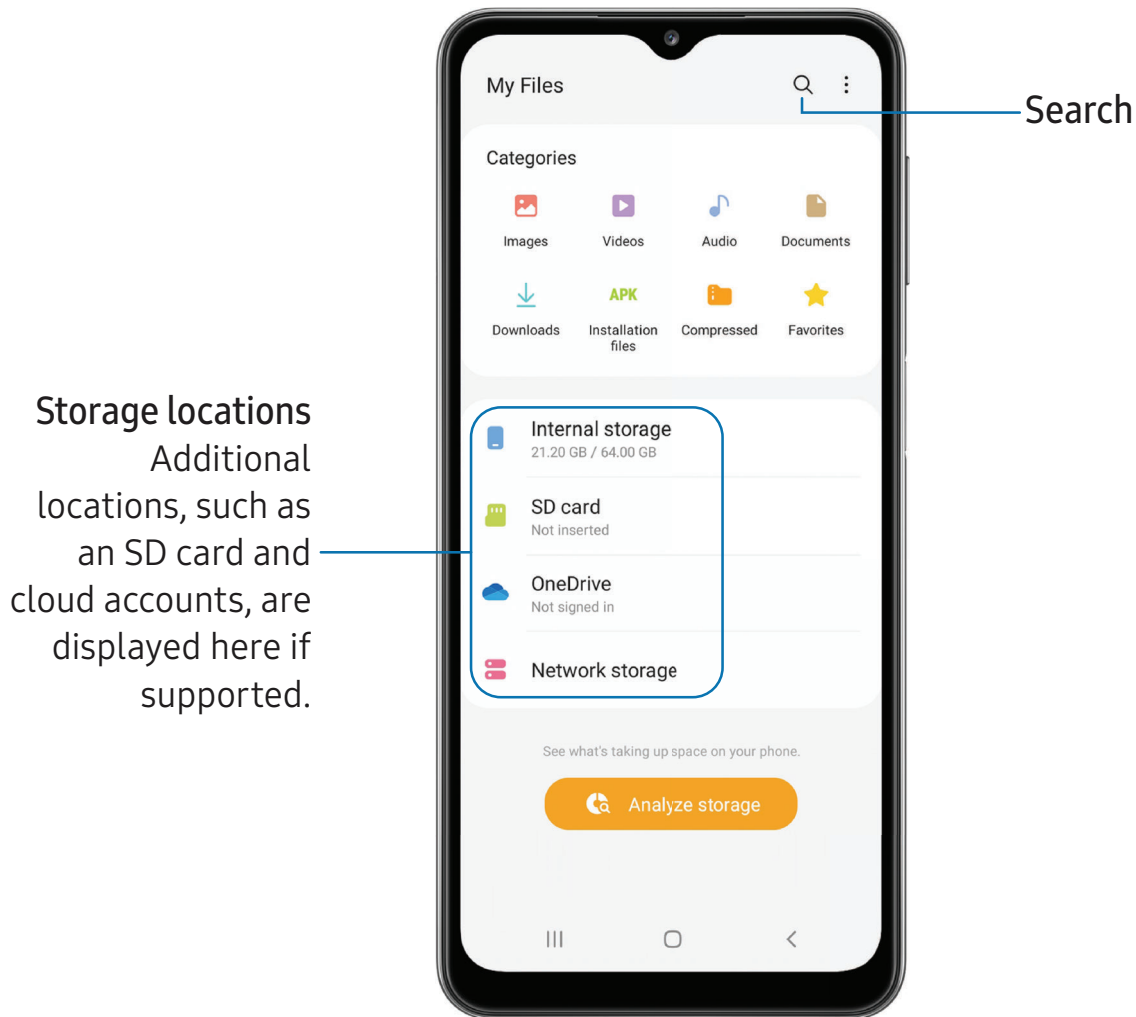 My Files
Search
Categories
Images Videos Audio Documents
APK
Downloads Installation files Compressed Favorites
Storage locations
Additional
locations, such as
an SD card and
cloud accounts, are
displayed here if
supported.
Internal storage
21.20 GB / 64.00 GB
SD card
Not inserted
OneDrive
Not signed in
Network storage
See what's taking up space on your phone.
Analyze storage